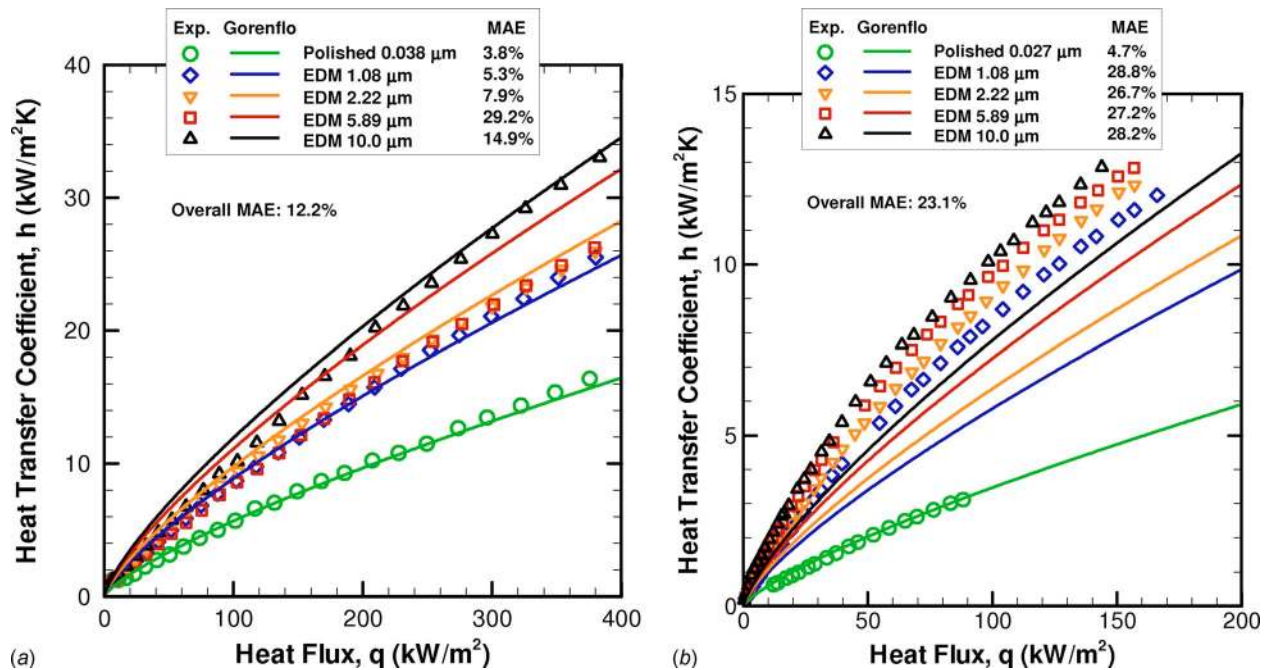 Exp. Gorenflo MAE
Polished 0.038 μm 3.8%
EDM 1.08 μm 5.3%
EDM 2.22 μm 7.9%
EDM 5.89 μm 29.2%
EDM 10.0 μm 14.9%
Overall MAE: 12.2%
Heat Transfer Coefficient, h (kW/m²K)
40
30
20
10
0
0 100 200 300 400
Heat Flux, q (kW/m²)
(a)
Exp. Gorenflo MAE
Polished 0.027 μm 4.7%
EDM 1.08 μm 28.8%
EDM 2.22 μm 26.7%
EDM 5.89 μm 27.2%
EDM 10.0 μm 28.2%
Overall MAE: 23.1%
Heat Transfer Coefficient, h (kW/m²K)
15
10
5
0
0 50 100 150 200
Heat Flux, q (kW/m²)
(b)